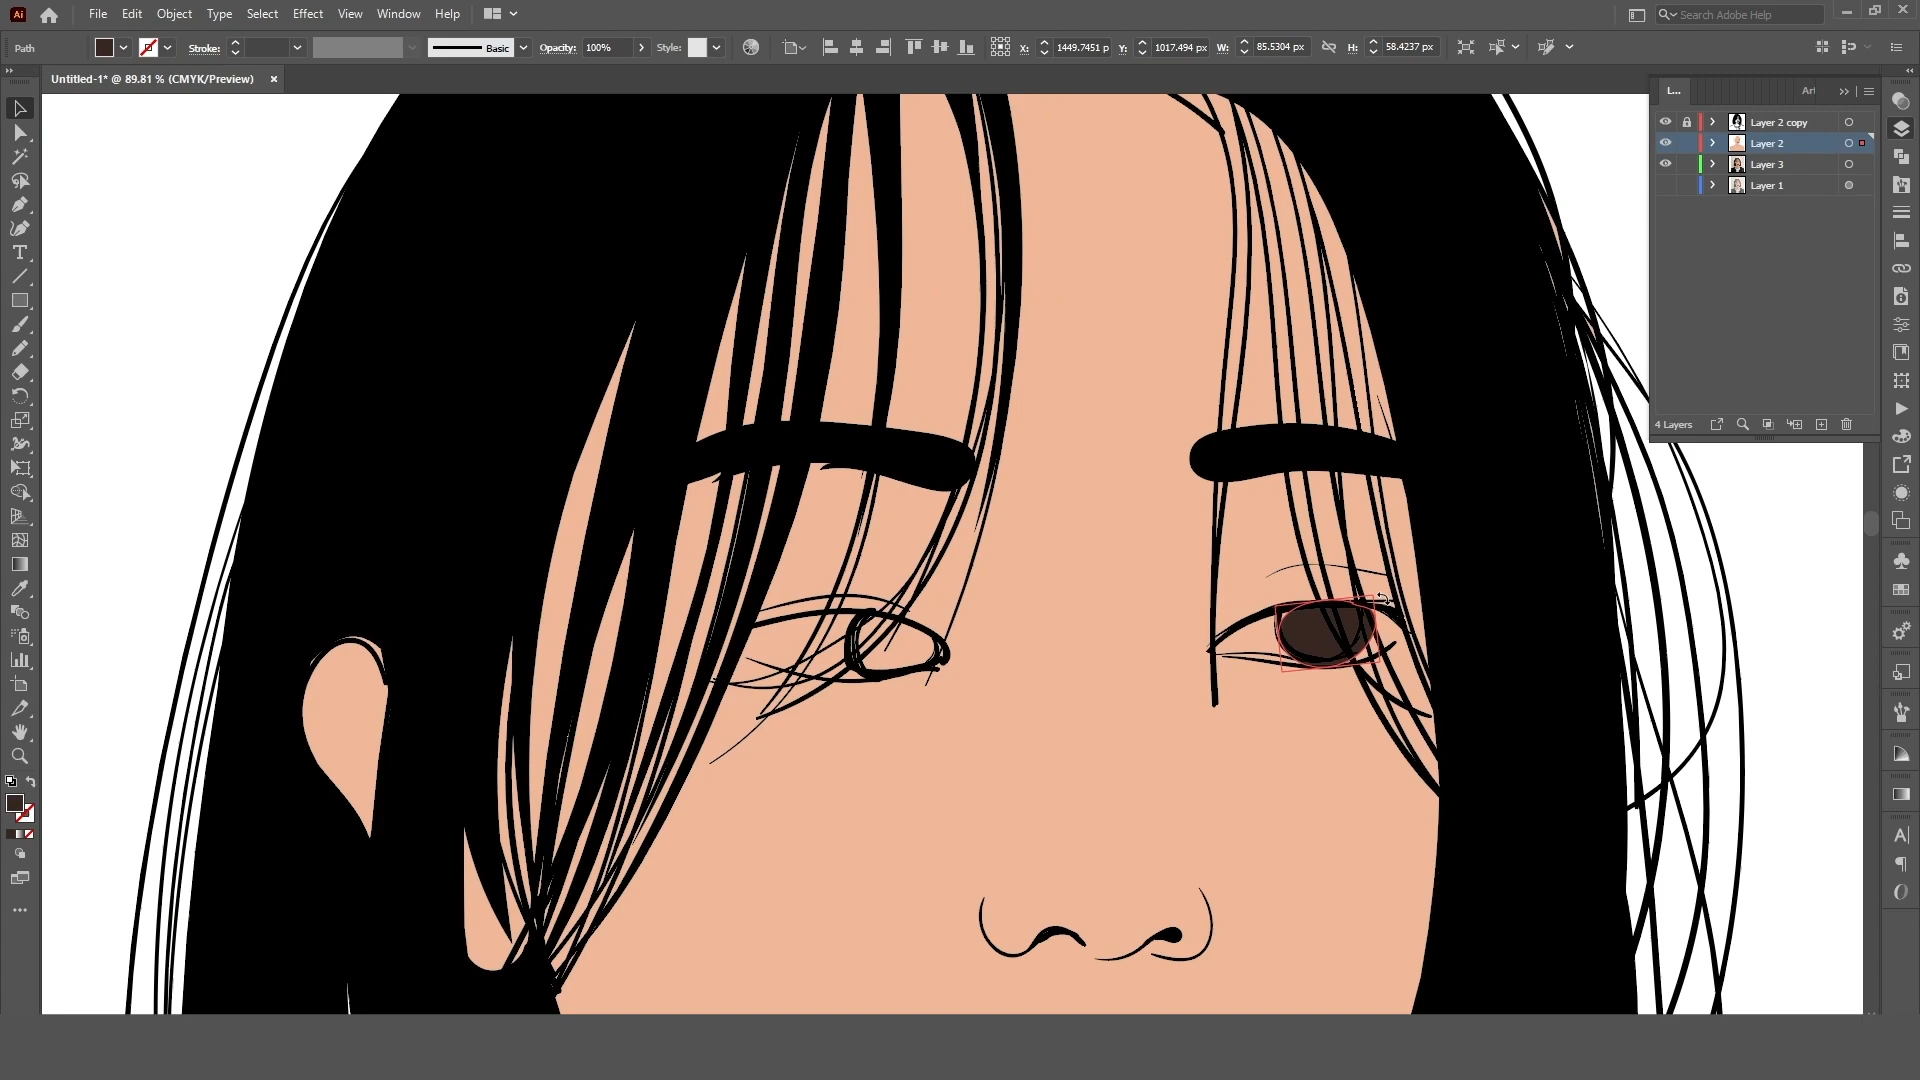 Ai File Edit Object Type Select Effect View Window Help Search Adobe Help
Path Stroke: Basic Opacity: 100% Style: X: 1449.7451 p Y: 1017.494 px W: 85.5304 px H: 58.4237 px
Untitled-1* @ 89.81 % (CMYK/Preview)
L... Art
Layer 2 copy
Layer 2
Layer 3
Layer 1
4 Layers